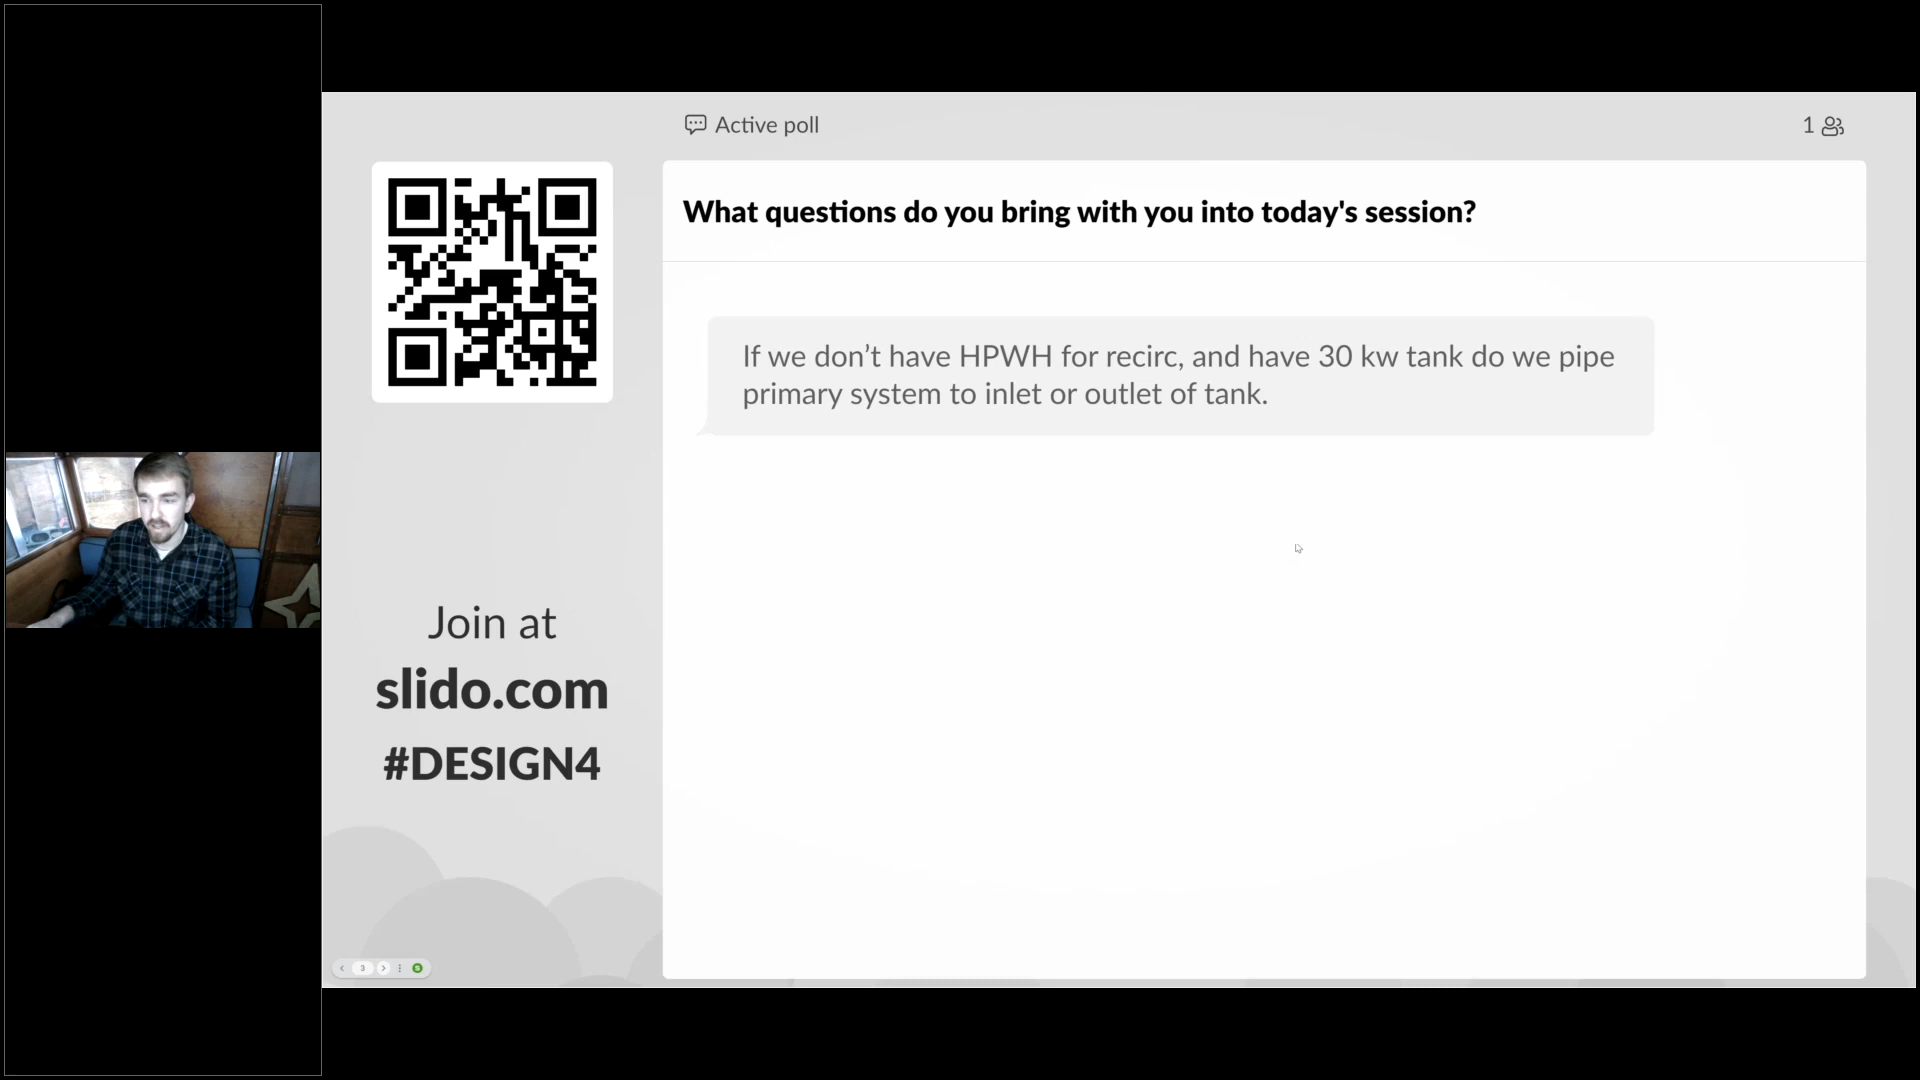 Active poll
1
What questions do you bring with you into today's session?
If we don’t have HPWH for recirc, and have 30 kw tank do we pipe
primary system to inlet or outlet of tank.
Join at
slido.com
#DESIGN4
3
S